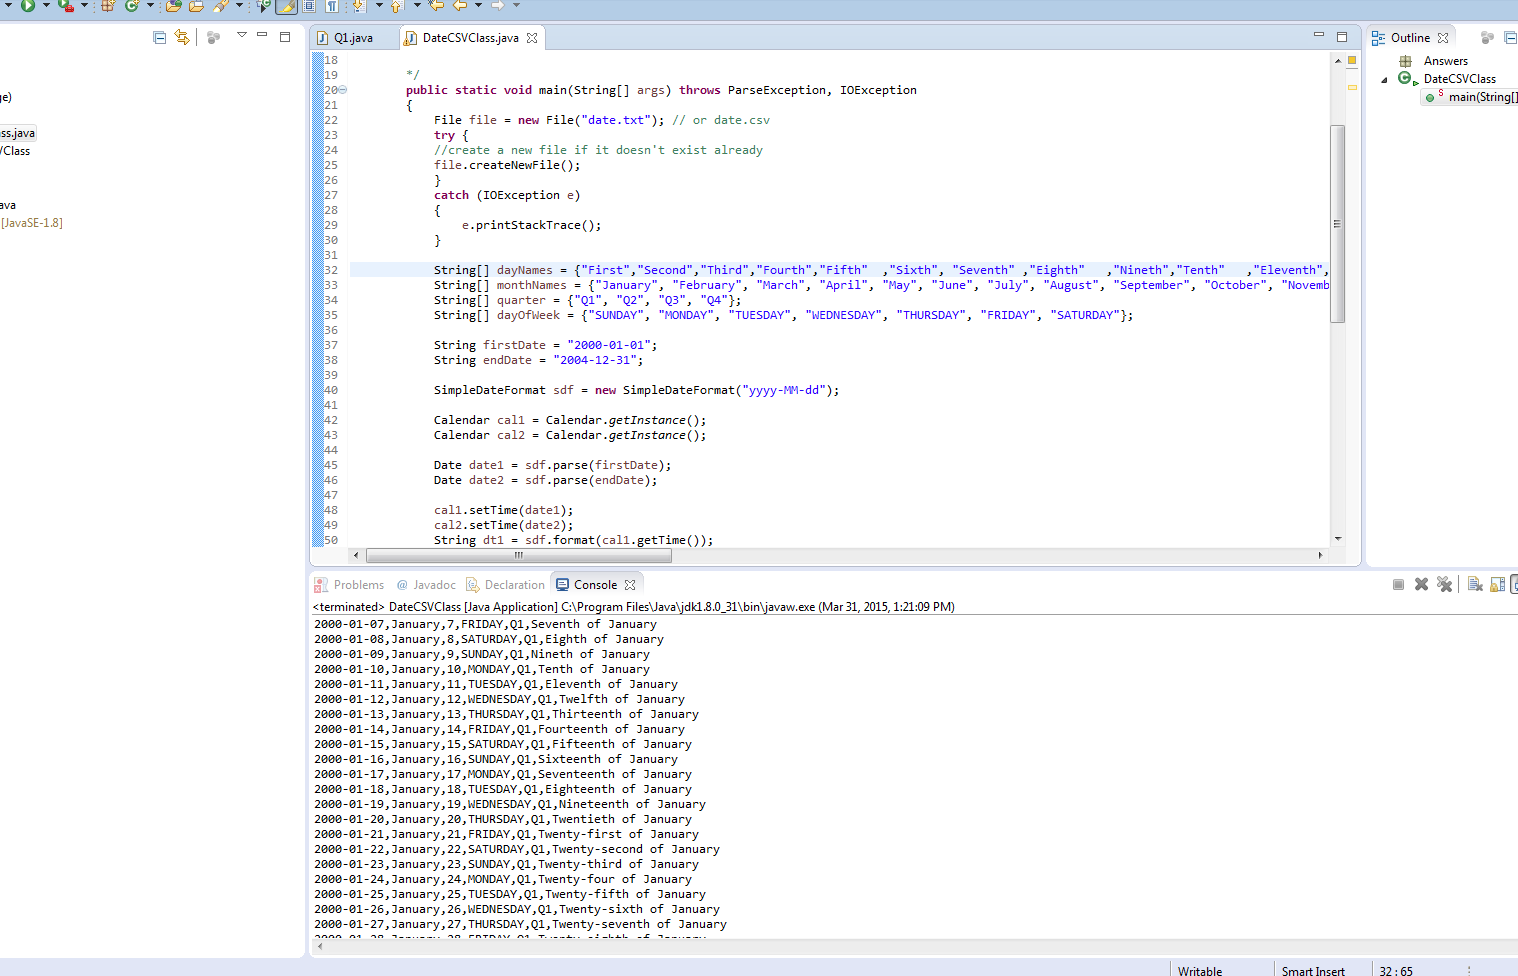 ge)
ss.java
VClass
ava
[JavaSE-1.8]
Q1.java
DateCSVClass.java
18
19 */
20 public static void main(String[] args) throws ParseException, IOException
21 {
22 File file = new File("date.txt"); // or date.csv
23 try {
24 //create a new file if it doesn't exist already
25 file.createNewFile();
26 }
27 catch (IOException e)
28 {
29 e.printStackTrace();
30 }
31
32 String[] dayNames = {"First","Second","Third","Fourth","Fifth"  ,"Sixth", "Seventh" ,"Eighth"   ,"Nineth","Tenth"   ,"Eleventh",
33 String[] monthNames = {"January", "February", "March", "April", "May", "June", "July", "August", "September", "October", "Novemb
34 String[] quarter = {"Q1", "Q2", "Q3", "Q4"};
35 String[] dayOfWeek = {"SUNDAY", "MONDAY", "TUESDAY", "WEDNESDAY", "THURSDAY", "FRIDAY", "SATURDAY"};
36
37 String firstDate = "2000-01-01";
38 String endDate = "2004-12-31";
39
40 SimpleDateFormat sdf = new SimpleDateFormat("yyyy-MM-dd");
41
42 Calendar cal1 = Calendar.getInstance();
43 Calendar cal2 = Calendar.getInstance();
44
45 Date date1 = sdf.parse(firstDate);
46 Date date2 = sdf.parse(endDate);
47
48 cal1.setTime(date1);
49 cal2.setTime(date2);
50 String dt1 = sdf.format(cal1.getTime());
Outline
Answers
DateCSVClass
S main(String[]
Problems @ Javadoc Declaration Console
<terminated> DateCSVClass [Java Application] C:\Program Files\Java\jdk1.8.0_31\bin\javaw.exe (Mar 31, 2015, 1:21:09 PM)
2000-01-07,January,7,FRIDAY,Q1,Seventh of January
2000-01-08,January,8,SATURDAY,Q1,Eighth of January
2000-01-09,January,9,SUNDAY,Q1,Nineth of January
2000-01-10,January,10,MONDAY,Q1,Tenth of January
2000-01-11,January,11,TUESDAY,Q1,Eleventh of January
2000-01-12,January,12,WEDNESDAY,Q1,Twelfth of January
2000-01-13,January,13,THURSDAY,Q1,Thirteenth of January
2000-01-14,January,14,FRIDAY,Q1,Fourteenth of January
2000-01-15,January,15,SATURDAY,Q1,Fifteenth of January
2000-01-16,January,16,SUNDAY,Q1,Sixteenth of January
2000-01-17,January,17,MONDAY,Q1,Seventeenth of January
2000-01-18,January,18,TUESDAY,Q1,Eighteenth of January
2000-01-19,January,19,WEDNESDAY,Q1,Nineteenth of January
2000-01-20,January,20,THURSDAY,Q1,Twentieth of January
2000-01-21,January,21,FRIDAY,Q1,Twenty-first of January
2000-01-22,January,22,SATURDAY,Q1,Twenty-second of January
2000-01-23,January,23,SUNDAY,Q1,Twenty-third of January
2000-01-24,January,24,MONDAY,Q1,Twenty-four of January
2000-01-25,January,25,TUESDAY,Q1,Twenty-fifth of January
2000-01-26,January,26,WEDNESDAY,Q1,Twenty-sixth of January
2000-01-27,January,27,THURSDAY,Q1,Twenty-seventh of January
2000-01-28,January,28,FRIDAY,Q1,Twenty-eighth of January
Writable
Smart Insert
32 : 65